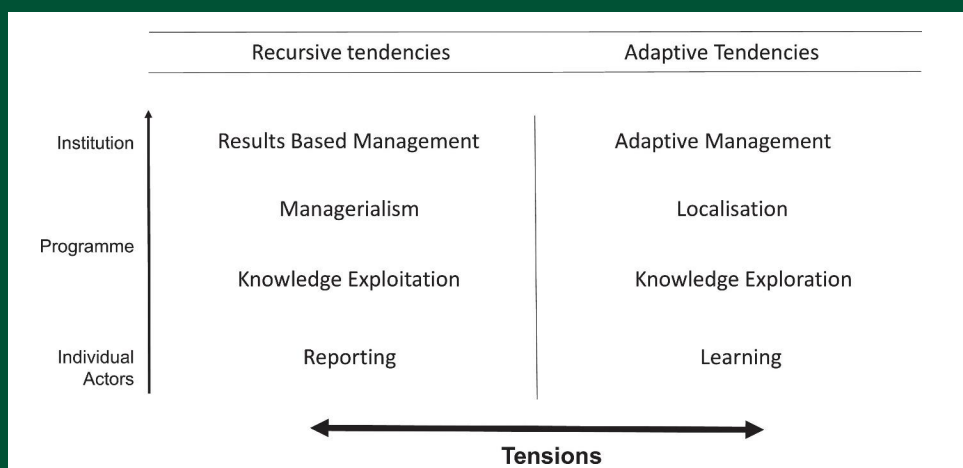 Recursive tendencies Adaptive Tendencies
Institution Results Based Management Adaptive Management
Managerialism Localisation
Programme
Knowledge Exploitation Knowledge Exploration
Individual
Actors
Reporting Learning
Tensions